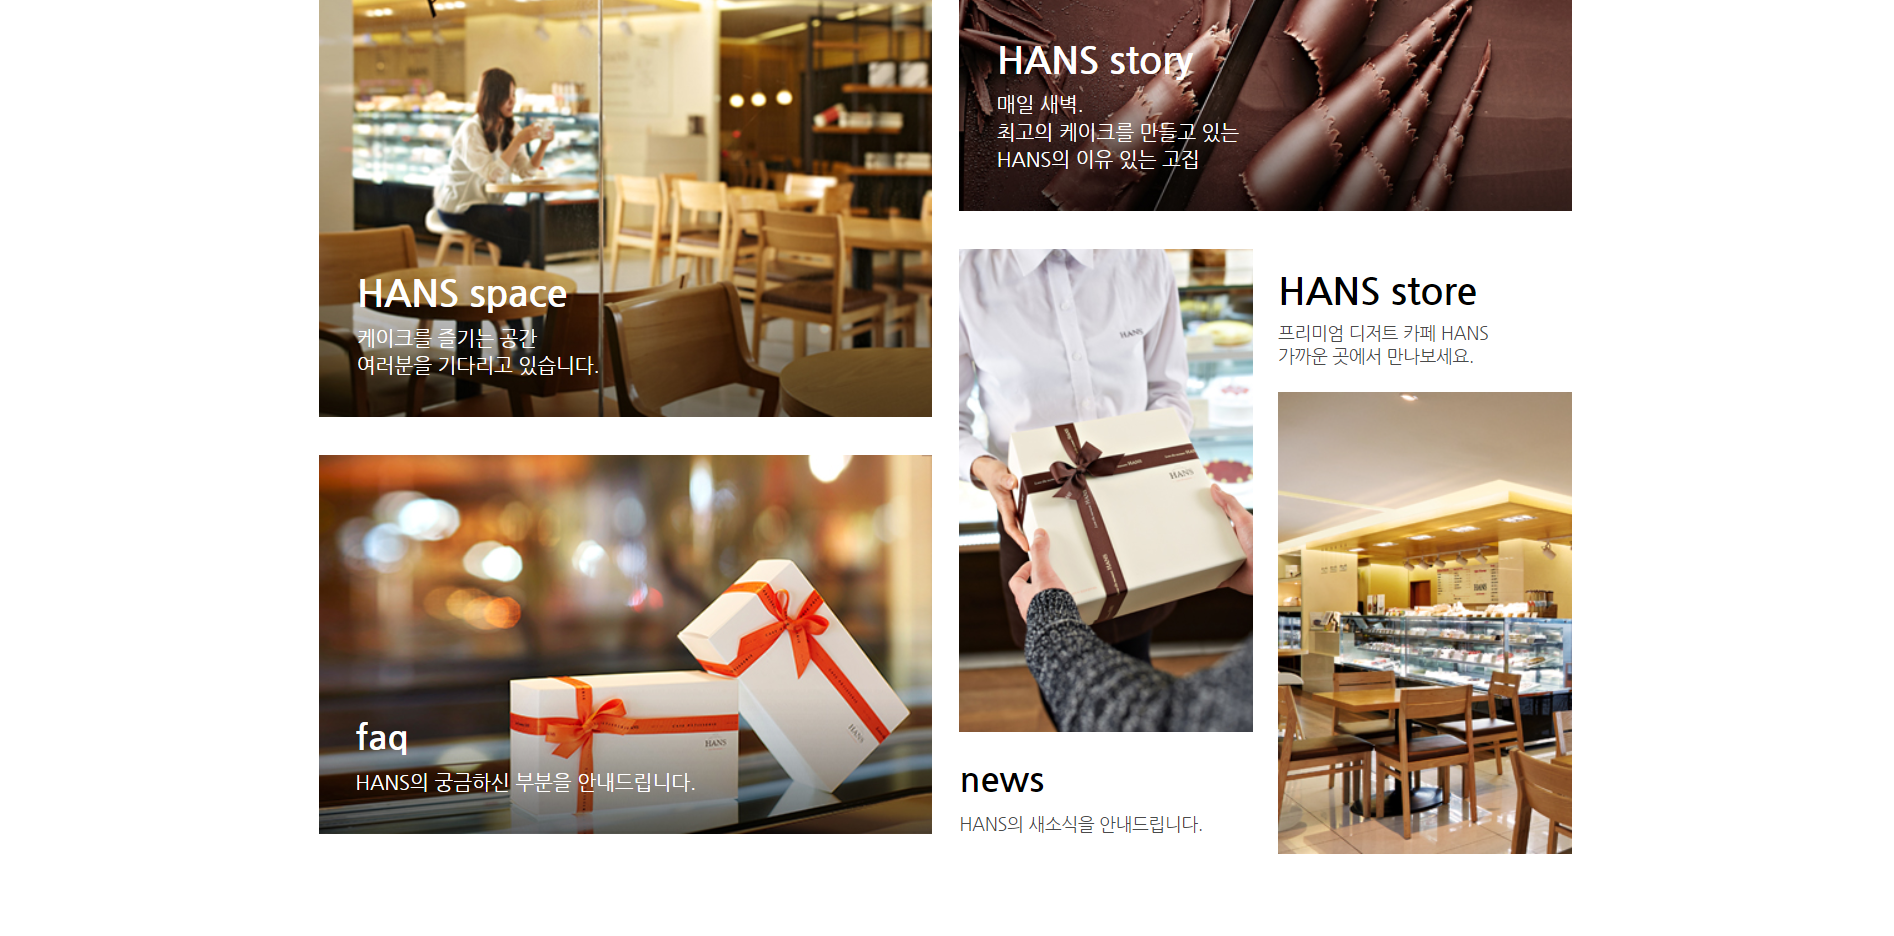 HANS story
매일 새벽.
최고의 케이크를 만들고 있는
HANS의 이유 있는 고집
HANS space
케이크를 즐기는 공간
여러분을 기다리고 있습니다.
HANS
HANS
HANS store
프리미엄 디저트 카페 HANS
가까운 곳에서 만나보세요.
faq
HANS의 궁금하신 부분을 안내드립니다.
HANS
HANS
news
HANS의 새소식을 안내드립니다.